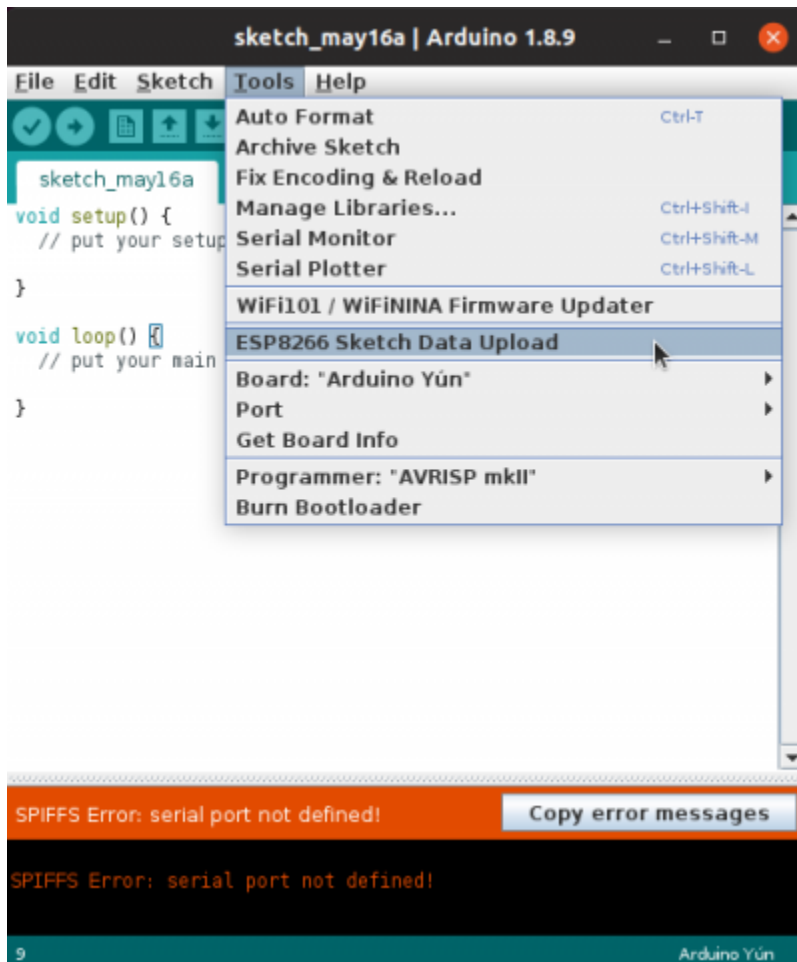 sketch_may16a | Arduino 1.8.9
File Edit Sketch Tools Help
sketch_may16a
void setup() {
// put your setup
}
void loop() {
// put your main
}
Auto Format Ctrl-T
Archive Sketch
Fix Encoding & Reload
Manage Libraries... Ctrl+Shift-I
Serial Monitor Ctrl+Shift-M
Serial Plotter Ctrl+Shift-L
WiFi101 / WiFiNINA Firmware Updater
ESP8266 Sketch Data Upload
Board: "Arduino Yún"
Port
Get Board Info
Programmer: "AVRISP mkII"
Burn Bootloader
SPIFFS Error: serial port not defined!
Copy error messages
SPIFFS Error: serial port not defined!
9
Arduino Yún